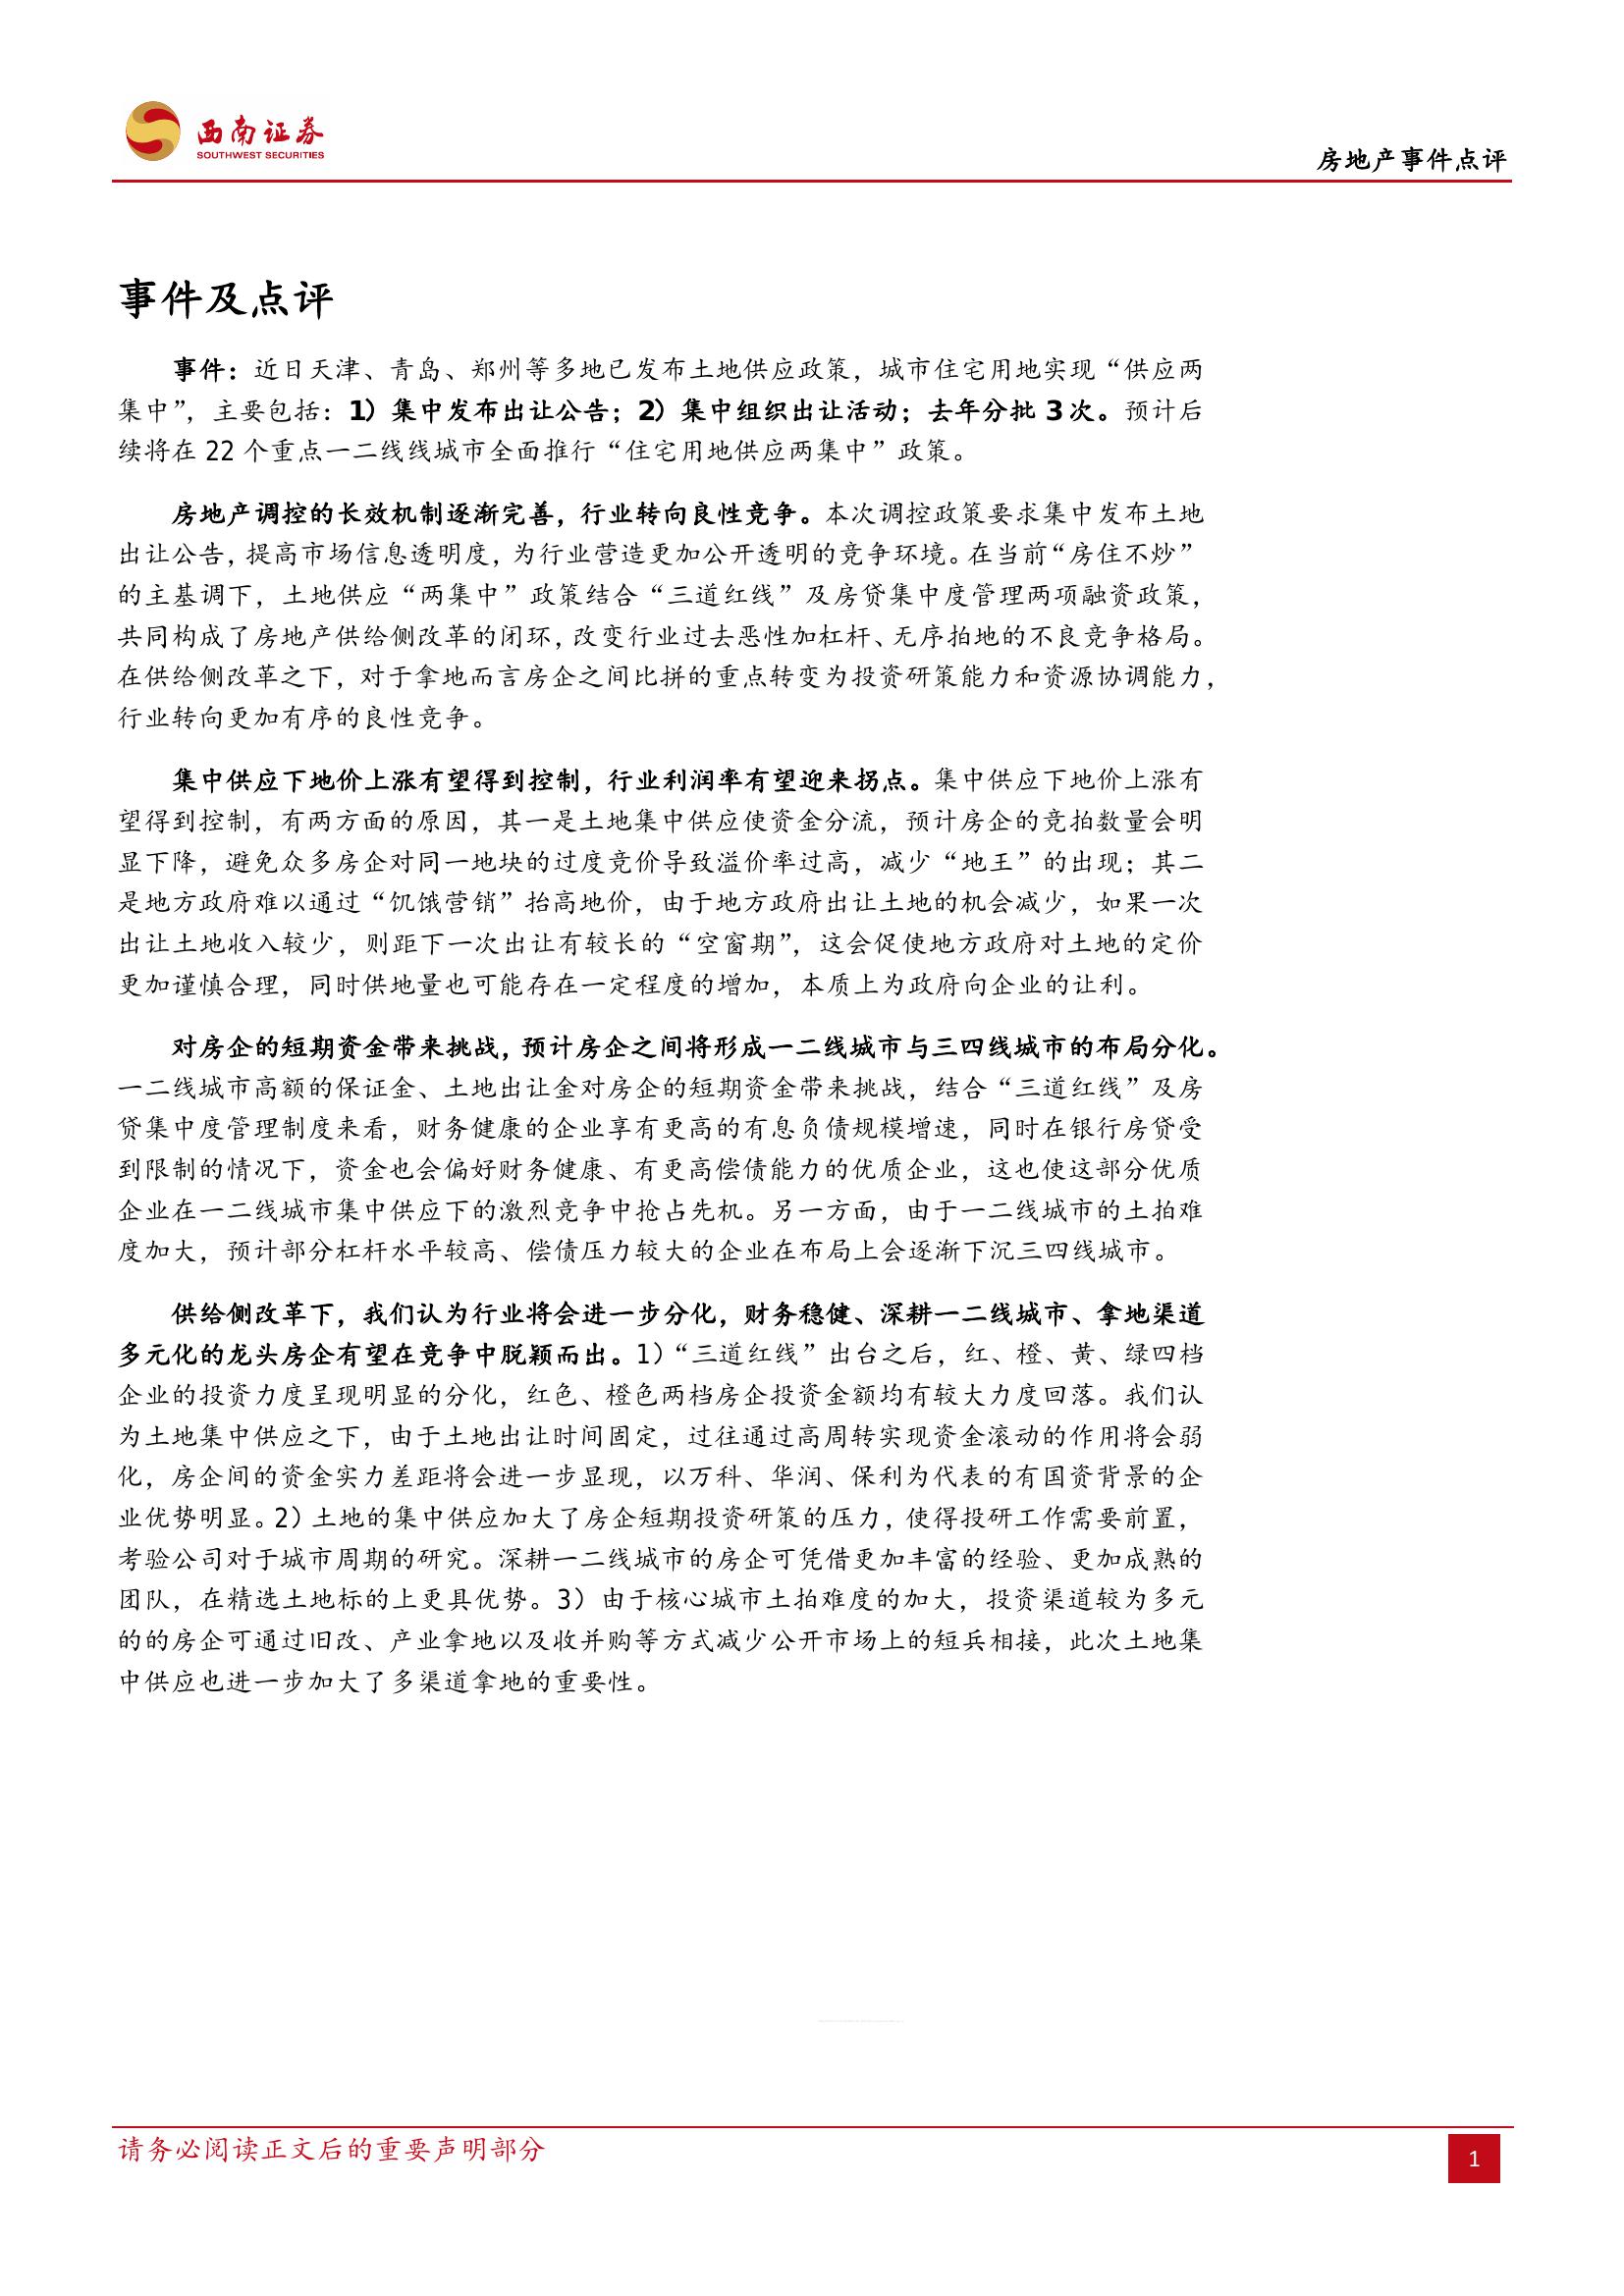 西南证券
SOUTHWEST SECURITIES
房地产事件点评
事件及点评
事件：近日天津、青岛、郑州等多地已发布土地供应政策，城市住宅用地实现“供应两
集中”，主要包括：1）集中发布出让公告；2）集中组织出让活动；去年分批 3 次。预计后
续将在 22 个重点一二线线城市全面推行“住宅用地供应两集中”政策。
房地产调控的长效机制逐渐完善，行业转向良性竞争。本次调控政策要求集中发布土地
出让公告，提高市场信息透明度，为行业营造更加公开透明的竞争环境。在当前“房住不炒”
的主基调下，土地供应“两集中”政策结合“三道红线”及房贷集中度管理两项融资政策，
共同构成了房地产供给侧改革的闭环，改变行业过去恶性加杠杆、无序拍地的不良竞争格局。
在供给侧改革之下，对于拿地而言房企之间比拼的重点转变为投资研策能力和资源协调能力，
行业转向更加有序的良性竞争。
集中供应下地价上涨有望得到控制，行业利润率有望迎来拐点。集中供应下地价上涨有
望得到控制，有两方面的原因，其一是土地集中供应使资金分流，预计房企的竞拍数量会明
显下降，避免众多房企对同一地块的过度竞价导致溢价率过高，减少“地王”的出现；其二
是地方政府难以通过“饥饿营销”抬高地价，由于地方政府出让土地的机会减少，如果一次
出让土地收入较少，则距下一次出让有较长的“空窗期”，这会促使地方政府对土地的定价
更加谨慎合理，同时供地量也可能存在一定程度的增加，本质上为政府向企业的让利。
对房企的短期资金带来挑战，预计房企之间将形成一二线城市与三四线城市的布局分化。
一二线城市高额的保证金、土地出让金对房企的短期资金带来挑战，结合“三道红线”及房
贷集中度管理制度来看，财务健康的企业享有更高的有息负债规模增速，同时在银行房贷受
到限制的情况下，资金也会偏好财务健康、有更高偿债能力的优质企业，这也使这部分优质
企业在一二线城市集中供应下的激烈竞争中抢占先机。另一方面，由于一二线城市的土拍难
度加大，预计部分杠杆水平较高、偿债压力较大的企业在布局上会逐渐下沉三四线城市。
供给侧改革下，我们认为行业将会进一步分化，财务稳健、深耕一二线城市、拿地渠道
多元化的龙头房企有望在竞争中脱颖而出。1）“三道红线”出台之后，红、橙、黄、绿四档
企业的投资力度呈现明显的分化，红色、橙色两档房企投资金额均有较大力度回落。我们认
为土地集中供应之下，由于土地出让时间固定，过往通过高周转实现资金滚动的作用将会弱
化，房企间的资金实力差距将会进一步显现，以万科、华润、保利为代表的有国资背景的企
业优势明显。2）土地的集中供应加大了房企短期投资研策的压力，使得投研工作需要前置，
考验公司对于城市周期的研究。深耕一二线城市的房企可凭借更加丰富的经验、更加成熟的
团队，在精选土地标的上更具优势。3）由于核心城市土拍难度的加大，投资渠道较为多元
的的房企可通过旧改、产业拿地以及收并购等方式减少公开市场上的短兵相接，此次土地集
中供应也进一步加大了多渠道拿地的重要性。
请务必阅读正文后的重要声明部分
1